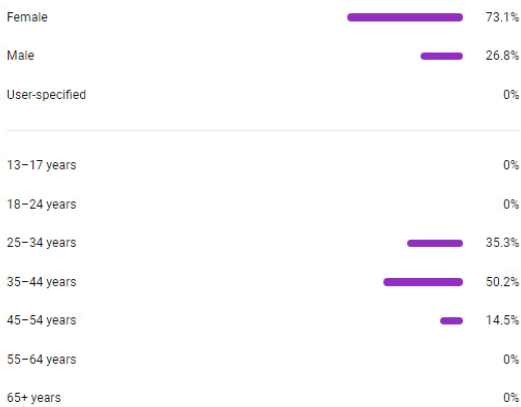 Female 73.1%
Male 26.8%
User-specified 0%
13–17 years 0%
18–24 years 0%
25–34 years 35.3%
35–44 years 50.2%
45–54 years 14.5%
55–64 years 0%
65+ years 0%